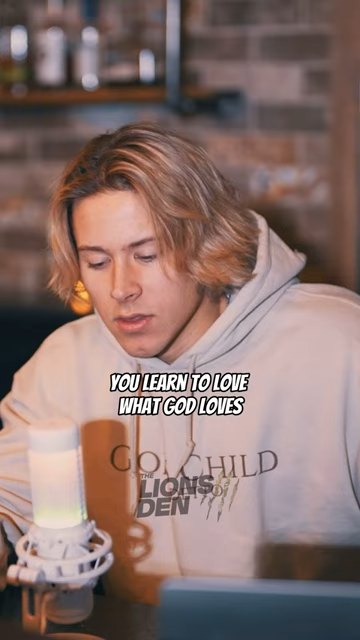 YOU LEARN TO LOVE
WHAT GOD LOVES
GOD CHILD
THE
LIONS
DEN